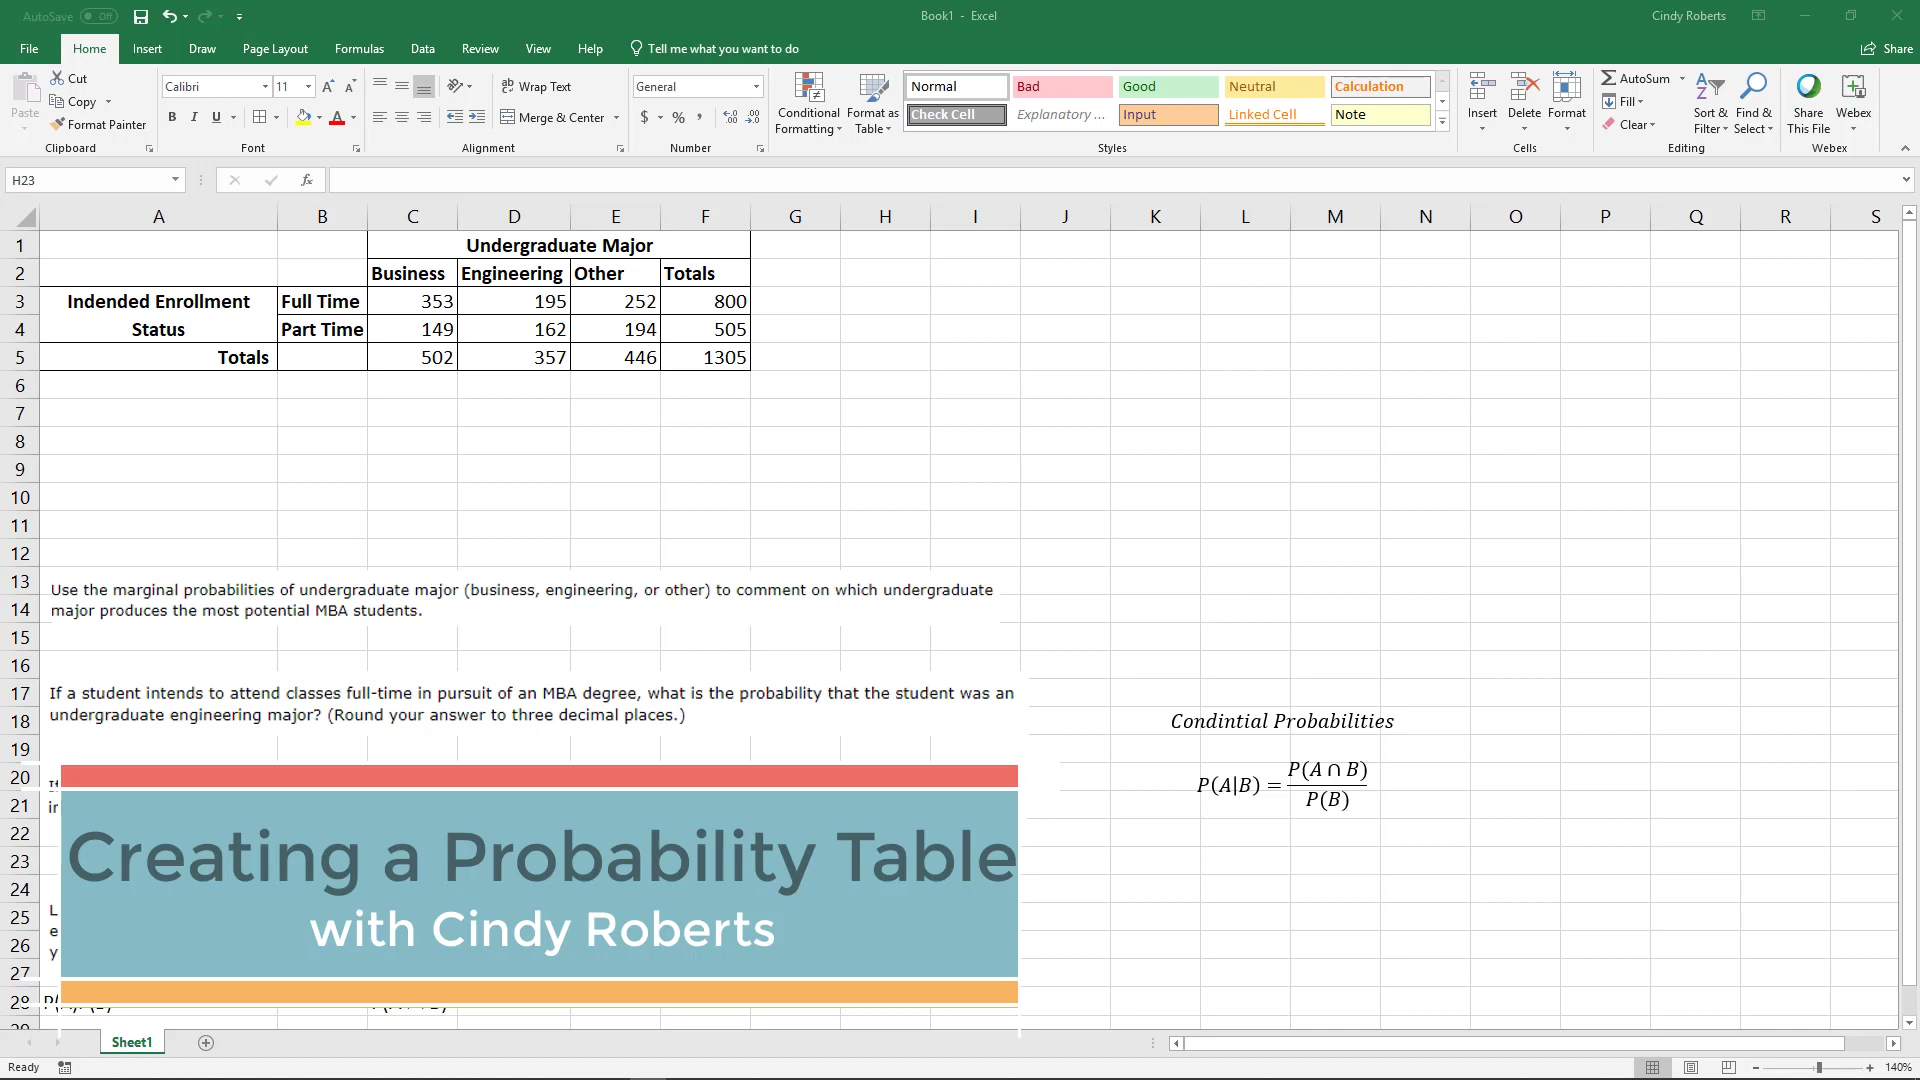 AutoSave Off
Book1 - Excel
Cindy Roberts
File Home Insert Draw Page Layout Formulas Data Review View Help Tell me what you want to do Share
Paste
Cut
Copy
Format Painter
Clipboard
Calibri 11
B I U
Font
Wrap Text
Merge & Center
Alignment
General
$ % ,
Number
Conditional Formatting
Format as Table
Normal Bad Good Neutral Calculation
Check Cell Explanatory ... Input Linked Cell Note
Styles
Insert Delete Format
Cells
AutoSum
Fill
Clear
Sort & Filter
Find & Select
Editing
Share This File
Webex
Webex
H23
fx
A B C D E F G H I J K L M N O P Q R S
1 Undergraduate Major
2 Business Engineering Other Totals
3 Indended Enrollment Full Time 353 195 252 800
4 Status Part Time 149 162 194 505
5 Totals 502 357 446 1305
6
7
8
9
10
11
12
13
14
15
16
17
18
19
20
21
22
23
24
25
26
27
28
29
Use the marginal probabilities of undergraduate major (business, engineering, or other) to comment on which undergraduate
major produces the most potential MBA students.
If a student intends to attend classes full-time in pursuit of an MBA degree, what is the probability that the student was an
undergraduate engineering major? (Round your answer to three decimal places.)
Condintial Probabilities
P(A|B) = P(A ∩ B)
P(B)
Creating a Probability Table
with Cindy Roberts
Sheet1
Ready
140%